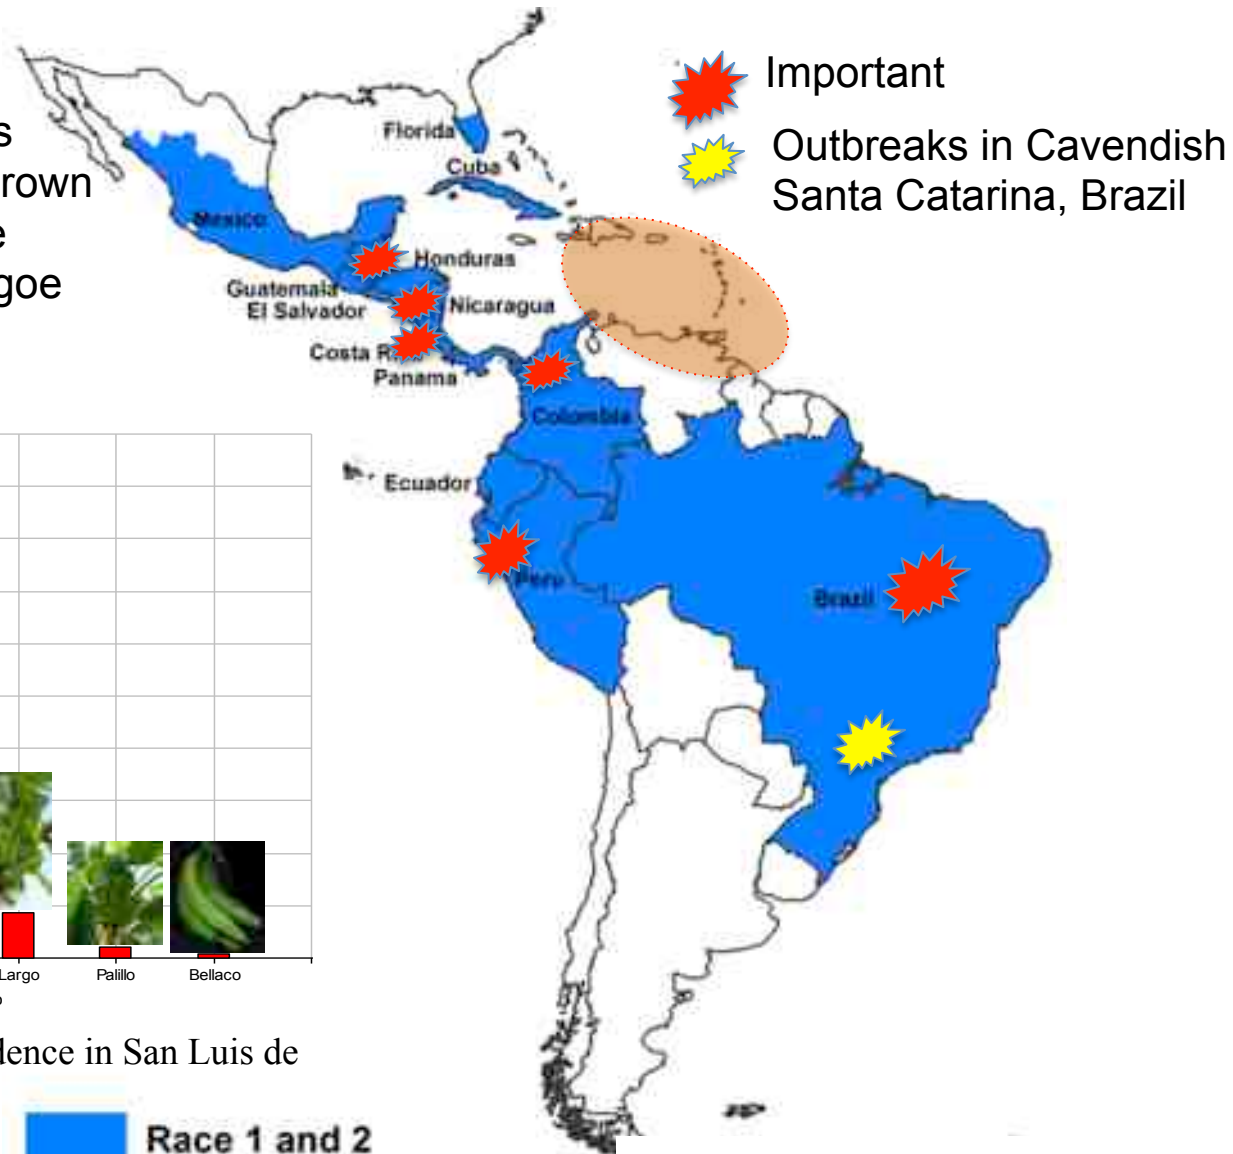 Important
Outbreaks in Cavendish
Santa Catarina, Brazil
s
rown
e
goe
Florida
Cuba
Mexico
Honduras
Guatemala
El Salvador
Nicaragua
Costa R
Panama
Colombia
Ecuador
Peru
Brazil
Largo
Palillo
Bellaco
o
dence in San Luis de
Race 1 and 2